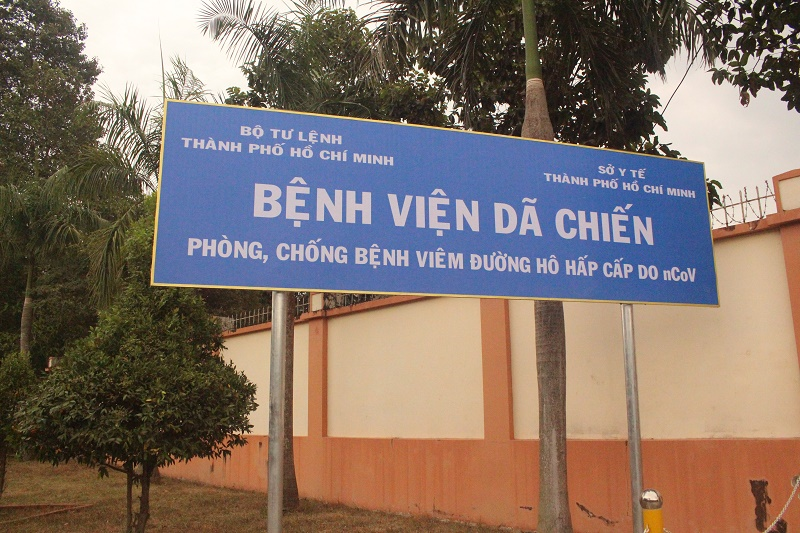 BỘ TƯ LỆNH
THÀNH PHỐ HỒ CHÍ MINH
SỞ Y TẾ
THÀNH PHỐ HỒ CHÍ MINH
BỆNH VIỆN DÃ CHIẾN
PHÒNG, CHỐNG BỆNH VIÊM ĐƯỜNG HÔ HẤP CẤP DO nCoV